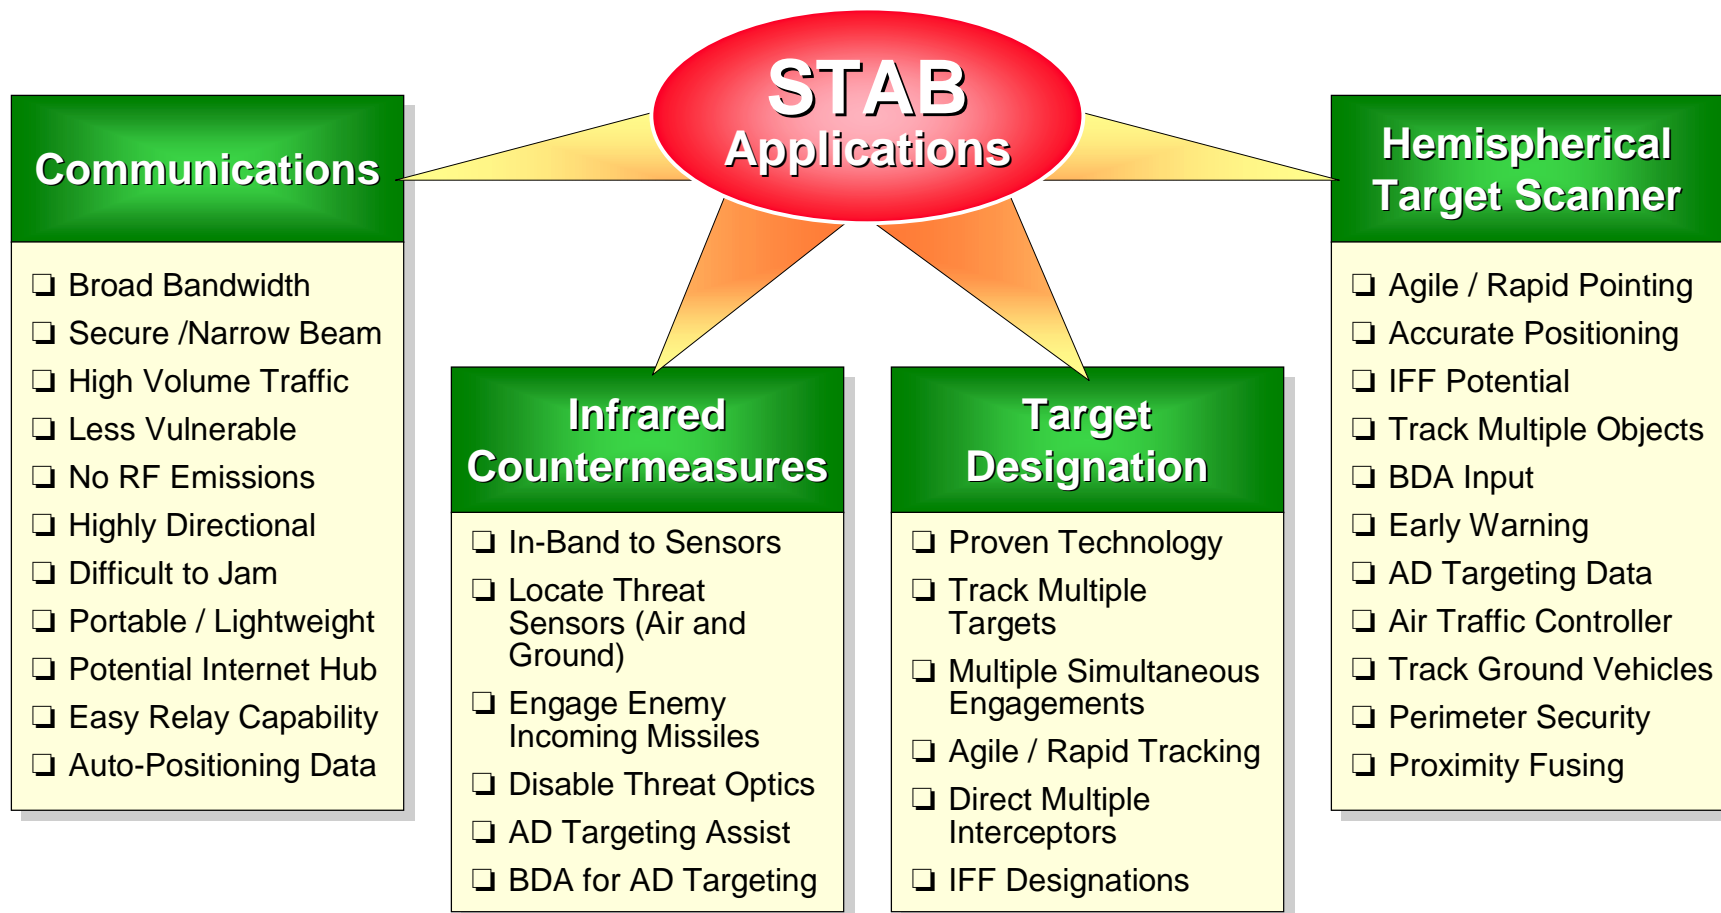 STAB
Applications
Communications
❏ Broad Bandwidth
❏ Secure /Narrow Beam
❏ High Volume Traffic
❏ Less Vulnerable
❏ No RF Emissions
❏ Highly Directional
❏ Difficult to Jam
❏ Portable / Lightweight
❏ Potential Internet Hub
❏ Easy Relay Capability
❏ Auto-Positioning Data
Infrared
Countermeasures
❏ In-Band to Sensors
❏ Locate Threat
Sensors (Air and
Ground)
❏ Engage Enemy
Incoming Missiles
❏ Disable Threat Optics
❏ AD Targeting Assist
❏ BDA for AD Targeting
Target
Designation
❏ Proven Technology
❏ Track Multiple
Targets
❏ Multiple Simultaneous
Engagements
❏ Agile / Rapid Tracking
❏ Direct Multiple
Interceptors
❏ IFF Designations
Hemispherical
Target Scanner
❏ Agile / Rapid Pointing
❏ Accurate Positioning
❏ IFF Potential
❏ Track Multiple Objects
❏ BDA Input
❏ Early Warning
❏ AD Targeting Data
❏ Air Traffic Controller
❏ Track Ground Vehicles
❏ Perimeter Security
❏ Proximity Fusing